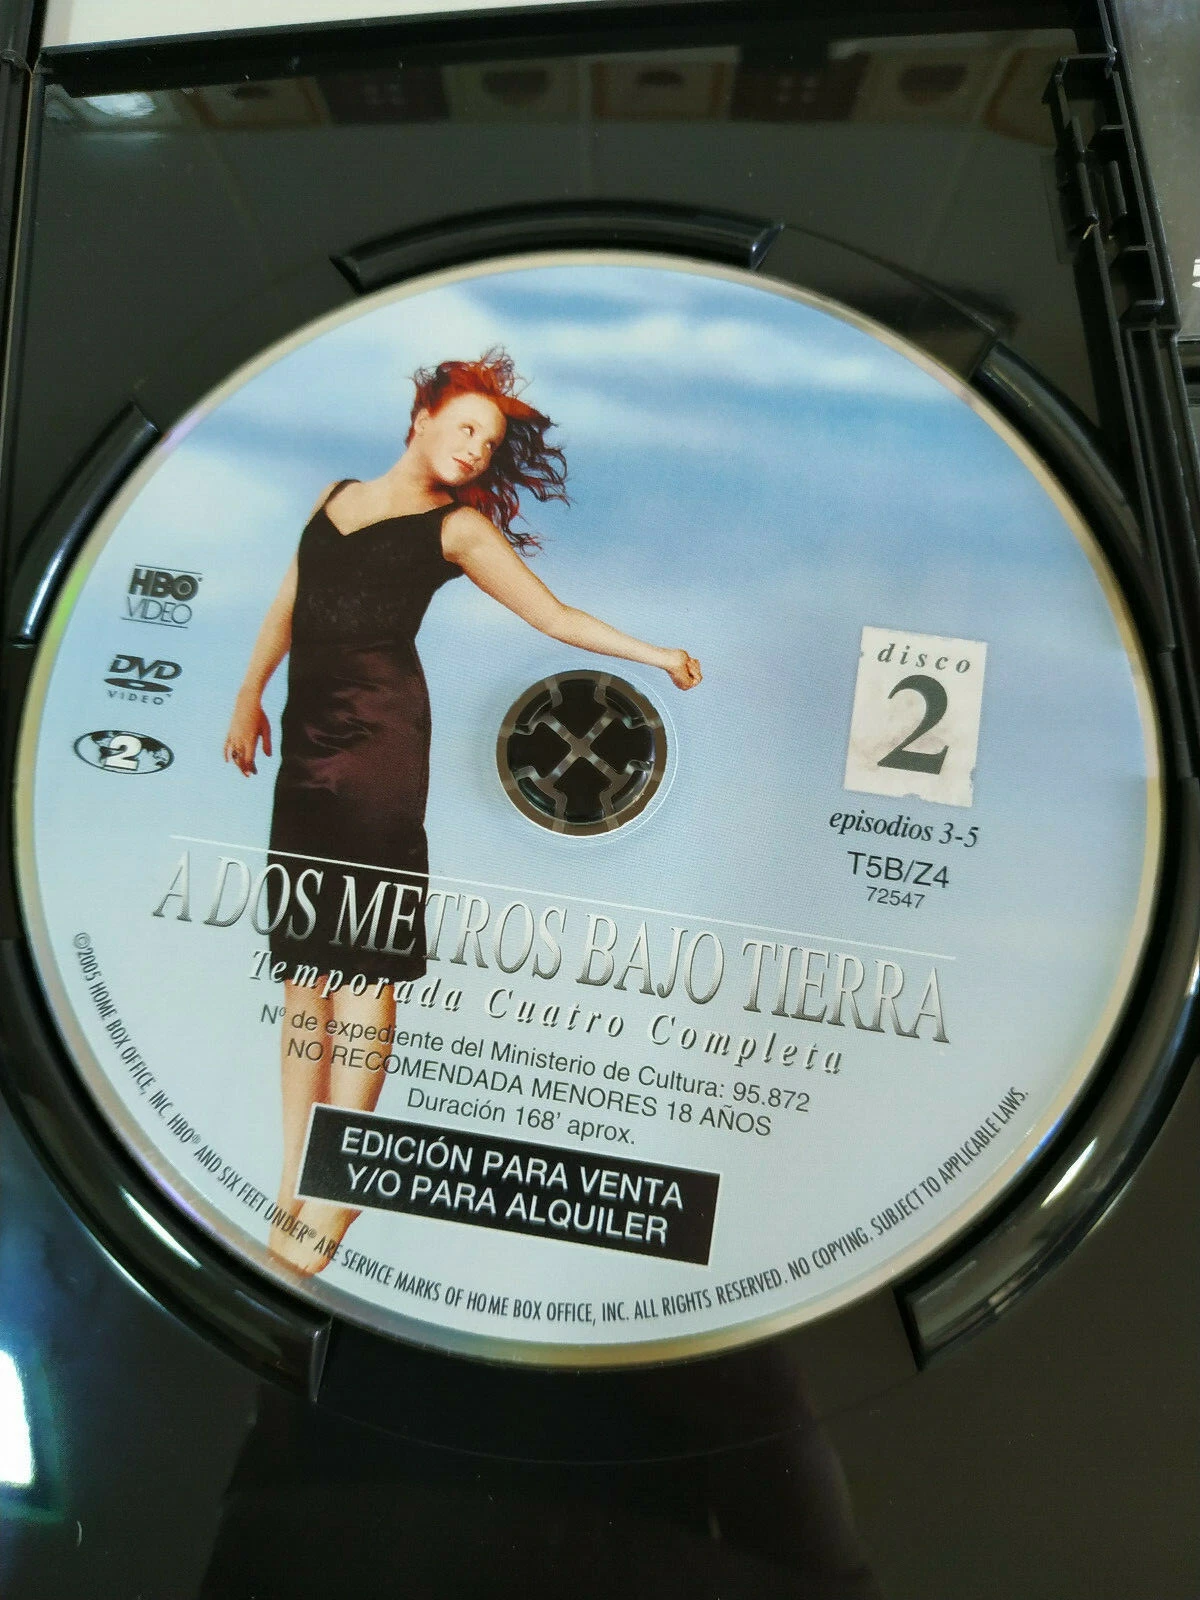 HBO®
VIDEO
DVD
VIDEO™
2
disco
2
episodios 3-5
T5B/Z4
72547
A DOS METROS BAJO TIERRA
Temporada Cuatro Completa
Nº de expediente del Ministerio de Cultura: 95.872
NO RECOMENDADA MENORES 18 AÑOS
Duración 168' aprox.
EDICIÓN PARA VENTA
Y/O PARA ALQUILER
©2005 HOME BOX OFFICE, INC. HBO® AND SIX FEET UNDER® ARE SERVICE MARKS OF HOME BOX OFFICE, INC. ALL RIGHTS RESERVED. NO COPYING. SUBJECT TO APPLICABLE LAWS.